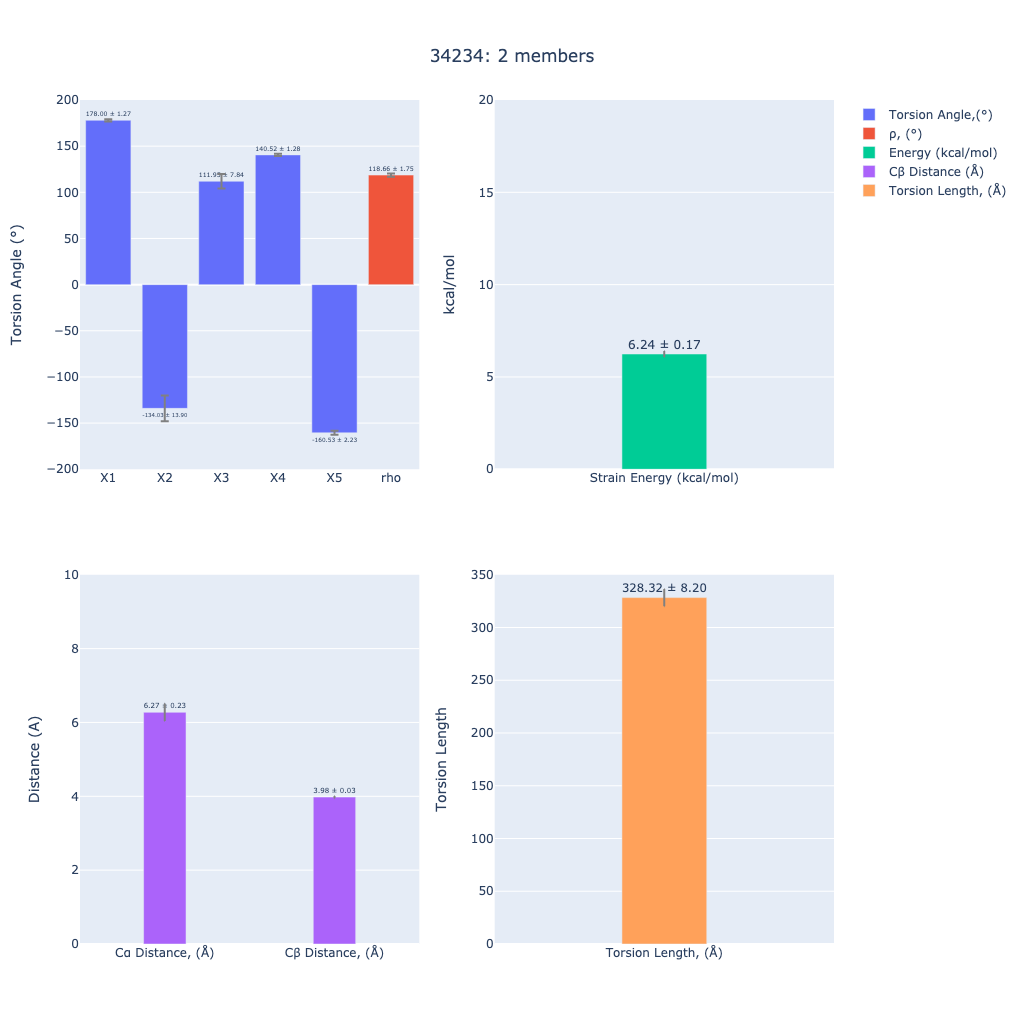 34234: 2 members
200
150
100
50
0
−50
−100
−150
−200
Torsion Angle (°)
178.00 ± 1.27
-134.03 ± 13.90
140.52 ± 1.28
-160.53 ± 2.23
118.66 ± 1.75
X1 X2 X3 X4 X5 rho
20
15
10
5
0
kcal/mol
6.24 ± 0.17
Strain Energy (kcal/mol)
Torsion Angle,(°)
ρ, (°)
Energy (kcal/mol)
Cβ Distance (Å)
Torsion Length, (Å)
10
8
6
4
2
0
Distance (A)
6.27 ± 0.23
3.98 ± 0.03
Cα Distance, (Å) Cβ Distance, (Å)
350
300
250
200
150
100
50
0
Torsion Length
328.32 ± 8.20
Torsion Length, (Å)